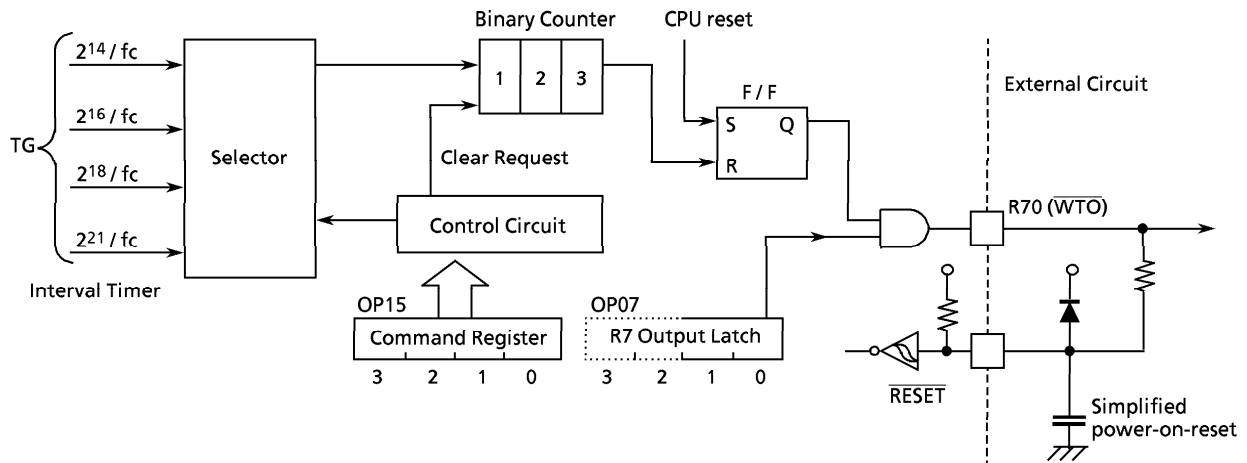 Binary Counter
CPU reset
2¹⁴ / fc
1 2 3
F / F
External Circuit
2¹⁶ / fc
S Q
TG
Selector
Clear Request
R
2¹⁸ / fc
R70 (W̅T̅O̅)
Control Circuit
2²¹ / fc
Interval Timer
OP15
OP07
Command Register
R7 Output Latch
3 2 1 0
3 2 1 0
R̅E̅S̅E̅T̅
Simplified
power-on-reset